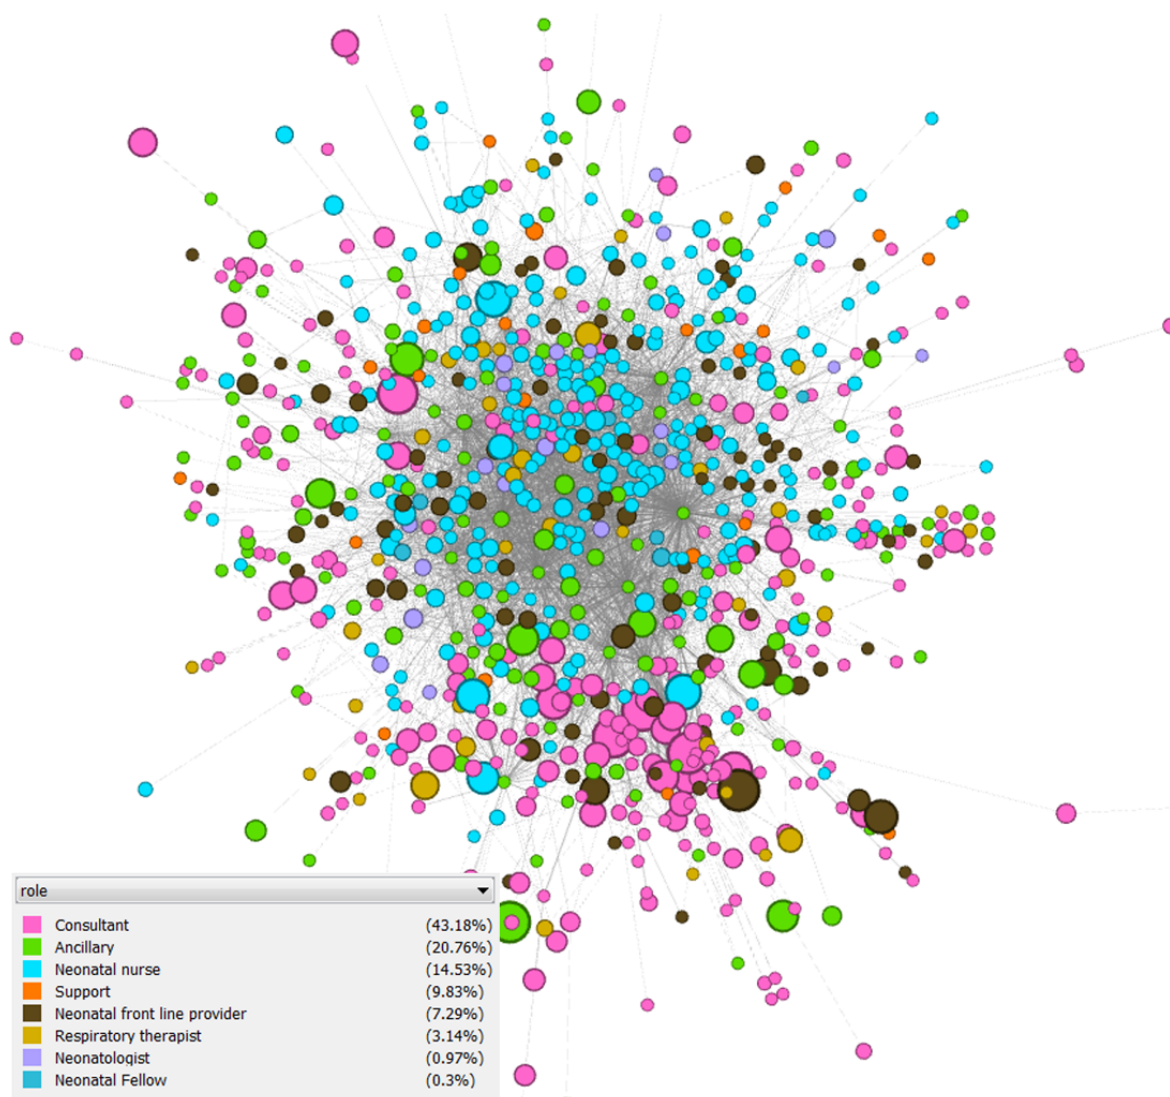 role
Consultant (43.18%)
Ancillary (20.76%)
Neonatal nurse (14.53%)
Support (9.83%)
Neonatal front line provider (7.29%)
Respiratory therapist (3.14%)
Neonatologist (0.97%)
Neonatal Fellow (0.3%)